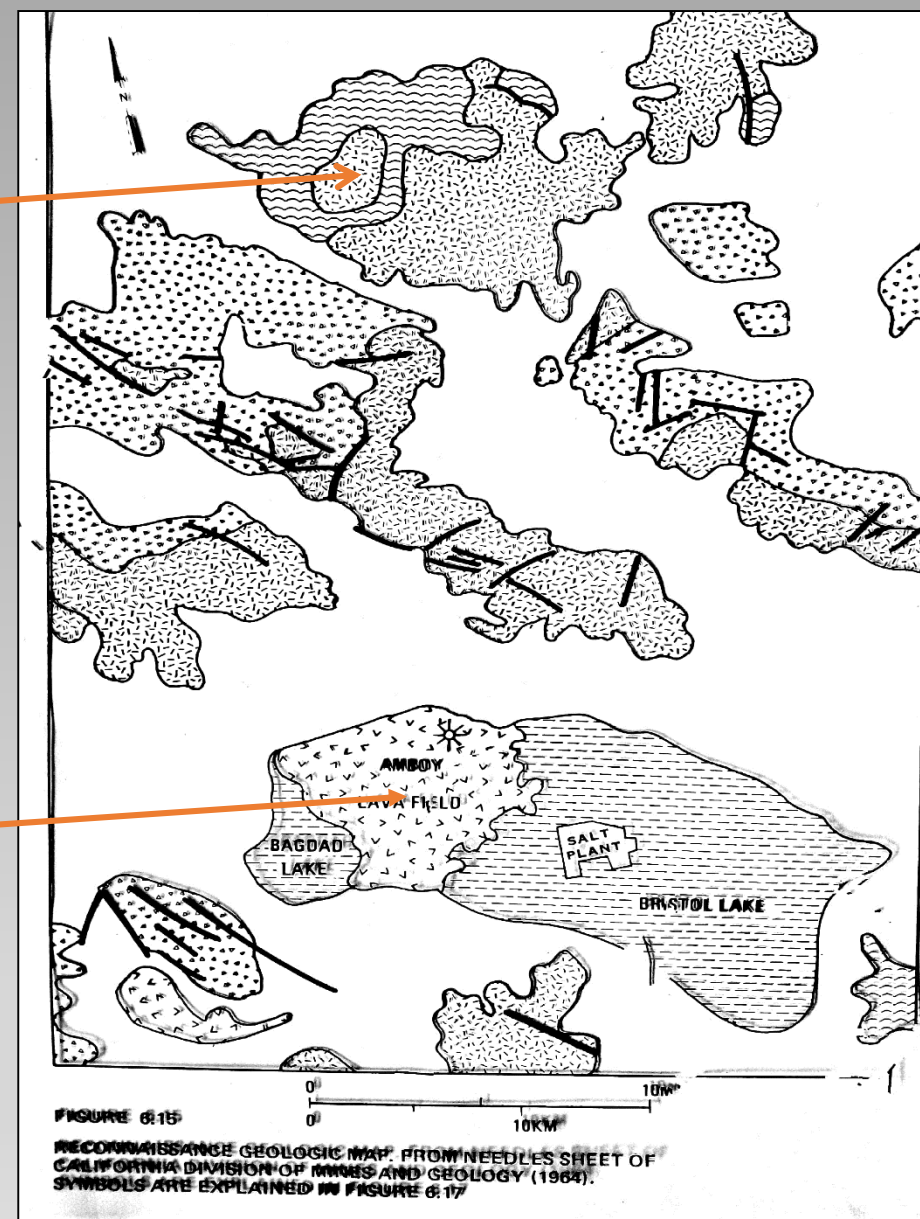 N
AMBOY
LAVA FIELD
BAGDAD
LAKE
SALT
PLANT
BRISTOL LAKE
0 10M
0 10KM
FIGURE 6.15
RECONNAISSANCE GEOLOGIC MAP. FROM NEEDLES SHEET OF
CALIFORNIA DIVISION OF MINES AND GEOLOGY (1964).
SYMBOLS ARE EXPLAINED IN FIGURE 6.17